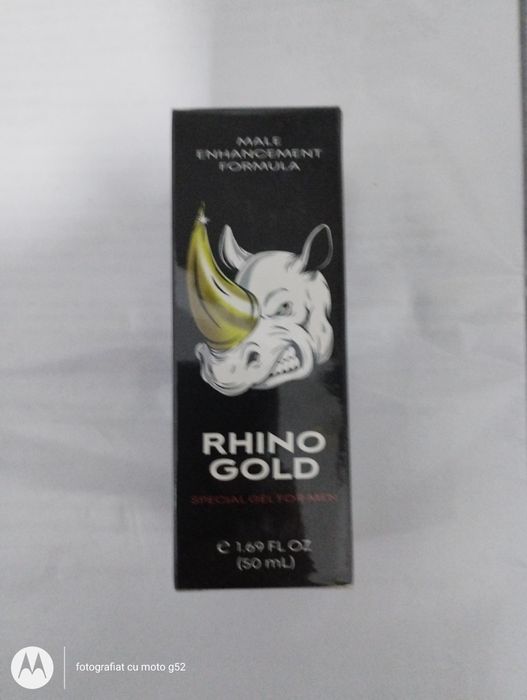 MALE
ENHANCEMENT
FORMULA
RHINO
GOLD
SPECIAL GEL FOR MEN
℮ 1.69 FL OZ
(50 mL)
fotografiat cu moto g52